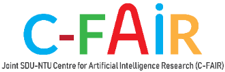 C-FAiR
Joint SDU-NTU Centre for Artificial Intelligence Research (C-FAIR)